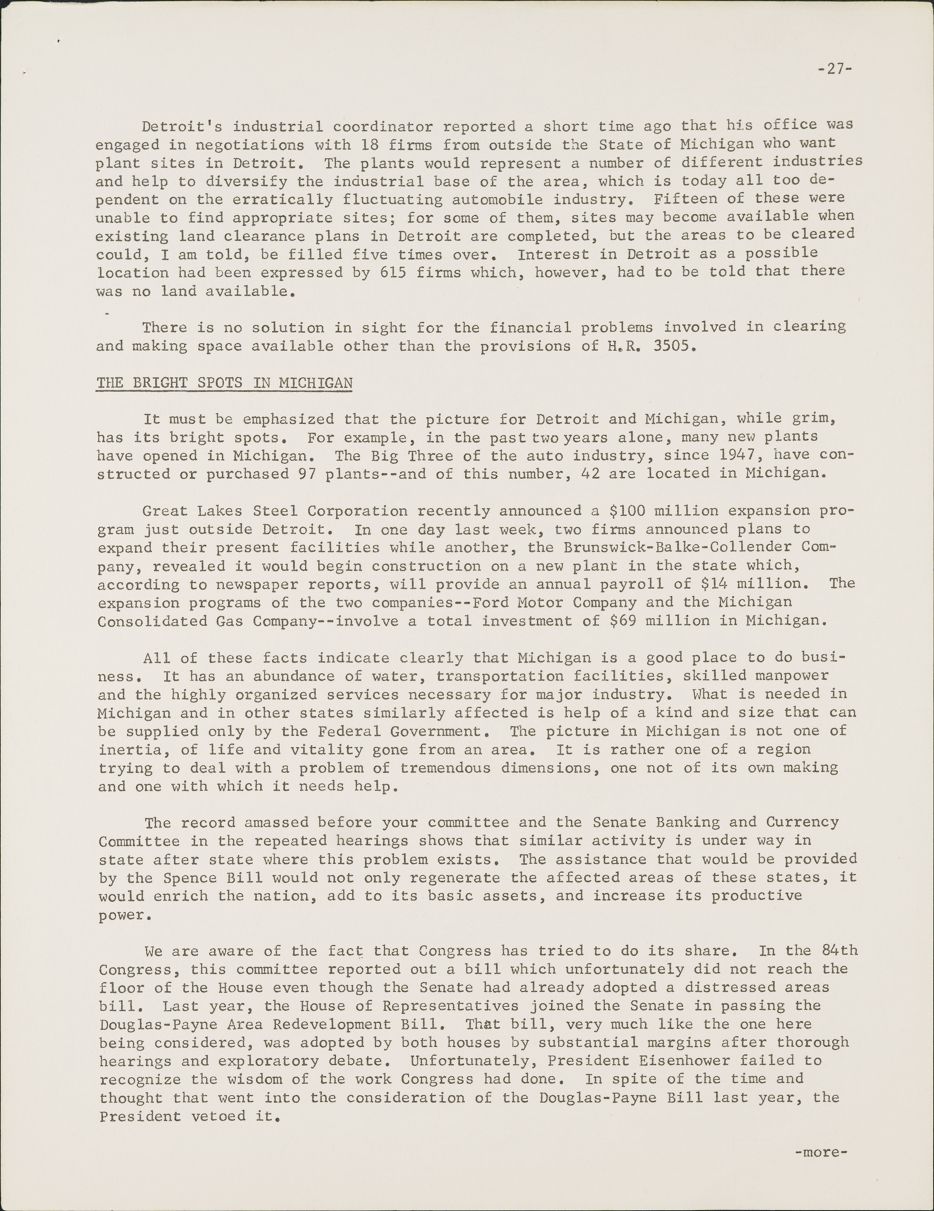 -27-
Detroit's industrial coordinator reported a short time ago that his office was
engaged in negotiations with 18 firms from outside the State of Michigan who want
plant sites in Detroit. The plants would represent a number of different industries
and help to diversify the industrial base of the area, which is today all too de-
pendent on the erratically fluctuating automobile industry. Fifteen of these were
unable to find appropriate sites; for some of them, sites may become available when
existing land clearance plans in Detroit are completed, but the areas to be cleared
could, I am told, be filled five times over. Interest in Detroit as a possible
location had been expressed by 615 firms which, however, had to be told that there
was no land available.
There is no solution in sight for the financial problems involved in clearing
and making space available other than the provisions of H.R. 3505.
THE BRIGHT SPOTS IN MICHIGAN
It must be emphasized that the picture for Detroit and Michigan, while grim,
has its bright spots. For example, in the past two years alone, many new plants
have opened in Michigan. The Big Three of the auto industry, since 1947, have con-
structed or purchased 97 plants--and of this number, 42 are located in Michigan.
Great Lakes Steel Corporation recently announced a $100 million expansion pro-
gram just outside Detroit. In one day last week, two firms announced plans to
expand their present facilities while another, the Brunswick-Balke-Collender Com-
pany, revealed it would begin construction on a new plant in the state which,
according to newspaper reports, will provide an annual payroll of $14 million. The
expansion programs of the two companies--Ford Motor Company and the Michigan
Consolidated Gas Company--involve a total investment of $69 million in Michigan.
All of these facts indicate clearly that Michigan is a good place to do busi-
ness. It has an abundance of water, transportation facilities, skilled manpower
and the highly organized services necessary for major industry. What is needed in
Michigan and in other states similarly affected is help of a kind and size that can
be supplied only by the Federal Government. The picture in Michigan is not one of
inertia, of life and vitality gone from an area. It is rather one of a region
trying to deal with a problem of tremendous dimensions, one not of its own making
and one with which it needs help.
The record amassed before your committee and the Senate Banking and Currency
Committee in the repeated hearings shows that similar activity is under way in
state after state where this problem exists. The assistance that would be provided
by the Spence Bill would not only regenerate the affected areas of these states, it
would enrich the nation, add to its basic assets, and increase its productive
power.
We are aware of the fact that Congress has tried to do its share. In the 84th
Congress, this committee reported out a bill which unfortunately did not reach the
floor of the House even though the Senate had already adopted a distressed areas
bill. Last year, the House of Representatives joined the Senate in passing the
Douglas-Payne Area Redevelopment Bill. That bill, very much like the one here
being considered, was adopted by both houses by substantial margins after thorough
hearings and exploratory debate. Unfortunately, President Eisenhower failed to
recognize the wisdom of the work Congress had done. In spite of the time and
thought that went into the consideration of the Douglas-Payne Bill last year, the
President vetoed it.
-more-